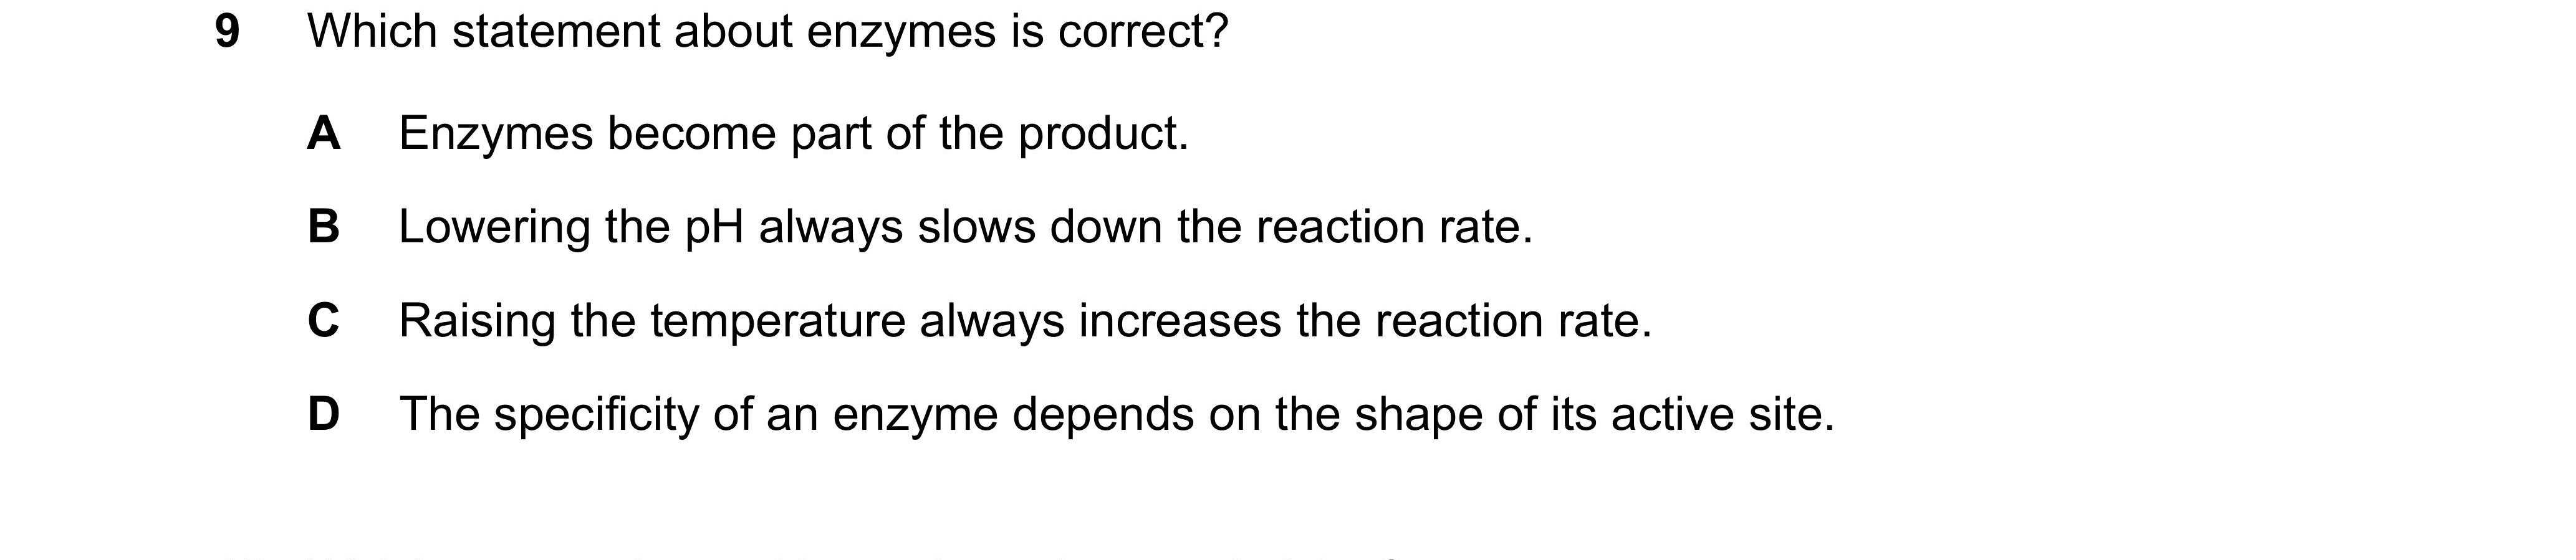 9 Which statement about enzymes is correct?
A Enzymes become part of the product.
B Lowering the pH always slows down the reaction rate.
C Raising the temperature always increases the reaction rate.
D The specificity of an enzyme depends on the shape of its active site.